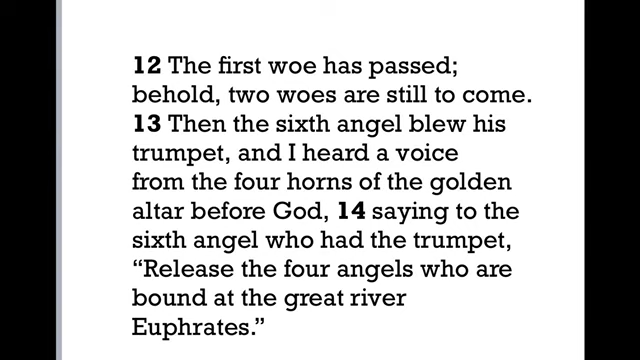 12 The first woe has passed;
behold, two woes are still to come.
13 Then the sixth angel blew his
trumpet, and I heard a voice
from the four horns of the golden
altar before God, 14 saying to the
sixth angel who had the trumpet,
“Release the four angels who are
bound at the great river
Euphrates.”